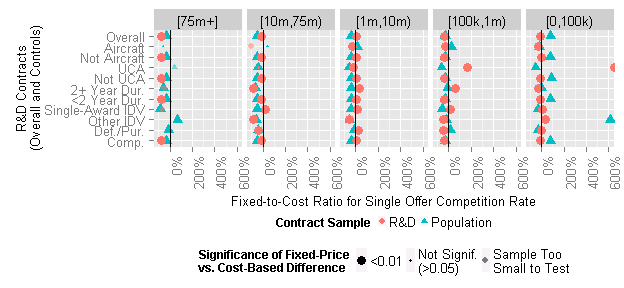 [75m+] [10m,75m) [1m,10m) [100k,1m) [0,100k)
R&D Contracts
(Overall and Controls)
Overall
Aircraft
Not Aircraft
UCA
Not UCA
2+ Year Dur.
<2 Year Dur.
Single-Award IDV
Other IDV
Def./Pur.
Comp.
0% 200% 400% 600% 0% 200% 400% 600% 0% 200% 400% 600% 0% 200% 400% 600% 0% 200% 400% 600%
Fixed-to-Cost Ratio for Single Offer Competition Rate
Contract Sample R&D Population
Significance of Fixed-Price
vs. Cost-Based Difference
<0.01
Not Signif.
(>0.05)
Sample Too
Small to Test